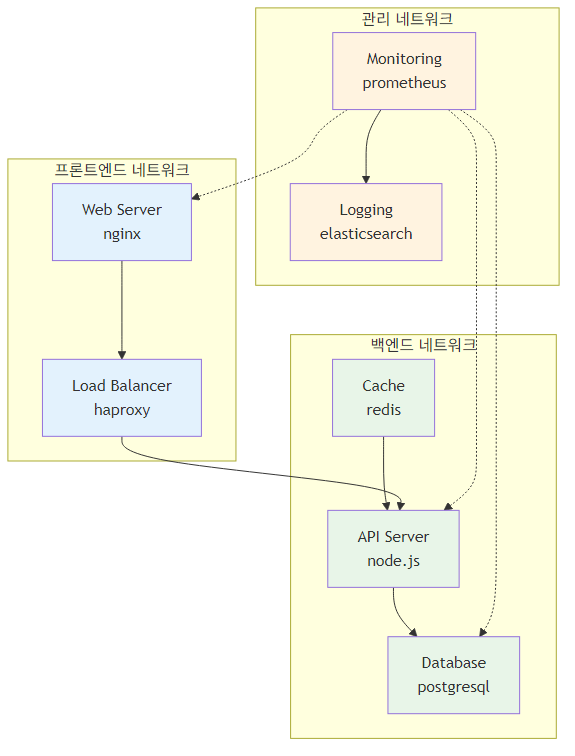 관리 네트워크
Monitoring
prometheus
Logging
elasticsearch
프론트엔드 네트워크
Web Server
nginx
Load Balancer
haproxy
백엔드 네트워크
Cache
redis
API Server
node.js
Database
postgresql